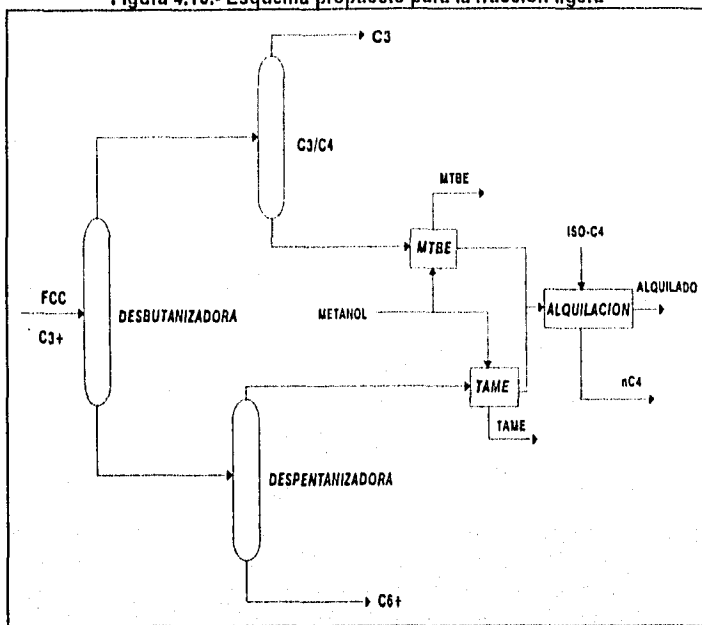 Figura 4.10.- Esquema propuesto para la fracción ligera
C3
C3/C4
MTBE
MTBE
ISO-C4
FCC
C3+
DESBUTANIZADORA
METANOL
ALQUILACION
ALQUILADO
TAME
nC4
TAME
DESPENTANIZADORA
C6+